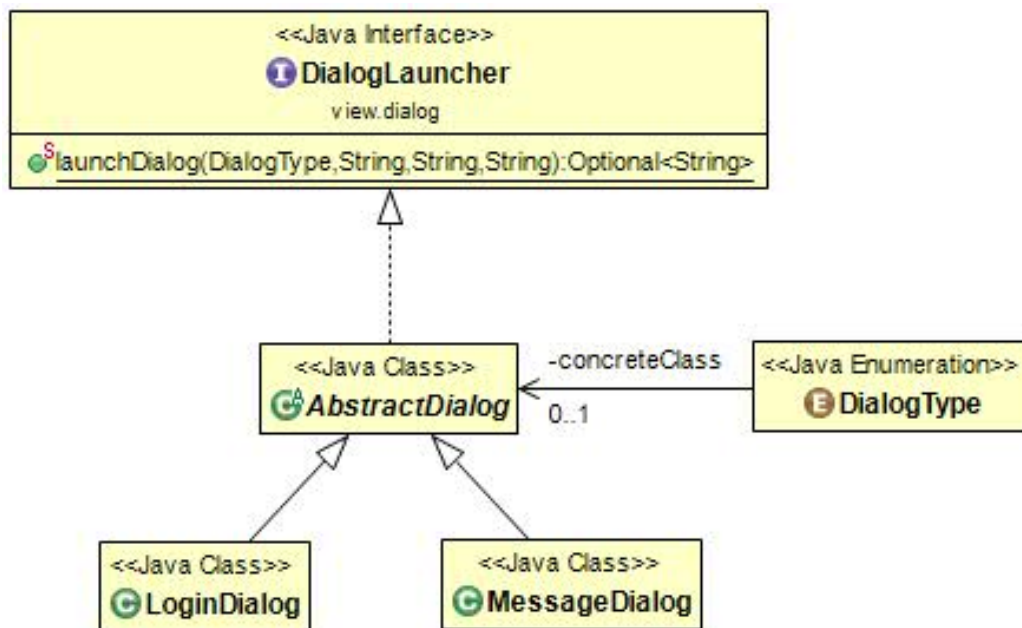 <<Java Interface>>
DialogLauncher
view.dialog
launchDialog(DialogType,String,String,String):Optional<String>
<<Java Class>>
AbstractDialog
-concreteClass
0..1
<<Java Enumeration>>
DialogType
<<Java Class>>
LoginDialog
<<Java Class>>
MessageDialog